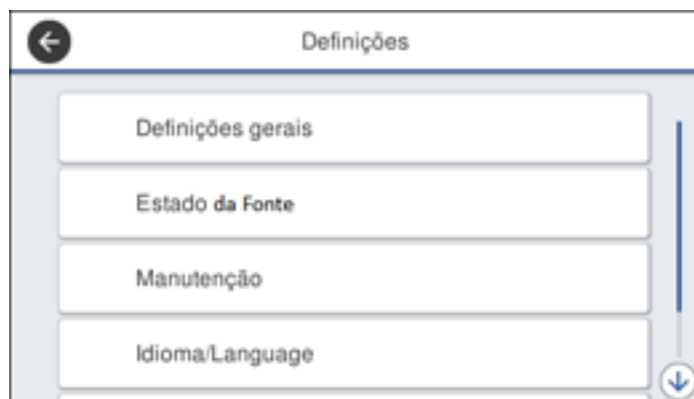 Definições
Definições gerais
Estado da Fonte
Manutenção
Idioma/Language